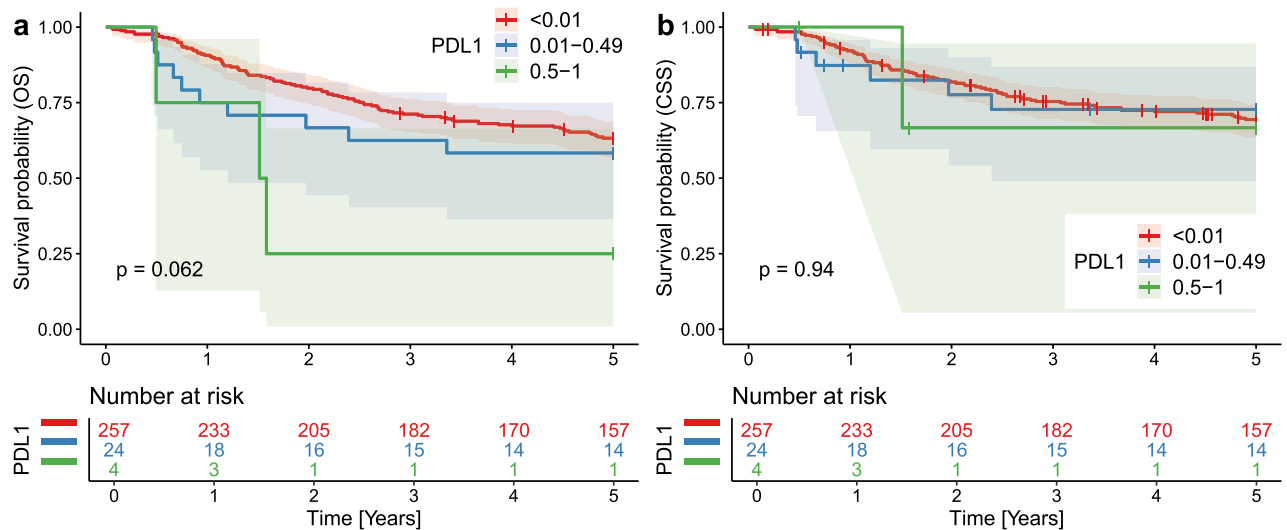 a
Survival probability (OS)
1.00
0.75
0.50
0.25
0.00
PDL1
<0.01
0.01−0.49
0.5−1
p = 0.062
0 1 2 3 4 5
Number at risk
PDL1
257 233 205 182 170 157
24 18 16 15 14 14
4 3 1 1 1 1
0 1 2 3 4 5
Time [Years]
b
Survival probability (CSS)
1.00
0.75
0.50
0.25
0.00
PDL1
<0.01
0.01−0.49
0.5−1
p = 0.94
0 1 2 3 4 5
Number at risk
PDL1
257 233 205 182 170 157
24 18 16 15 14 14
4 3 1 1 1 1
0 1 2 3 4 5
Time [Years]